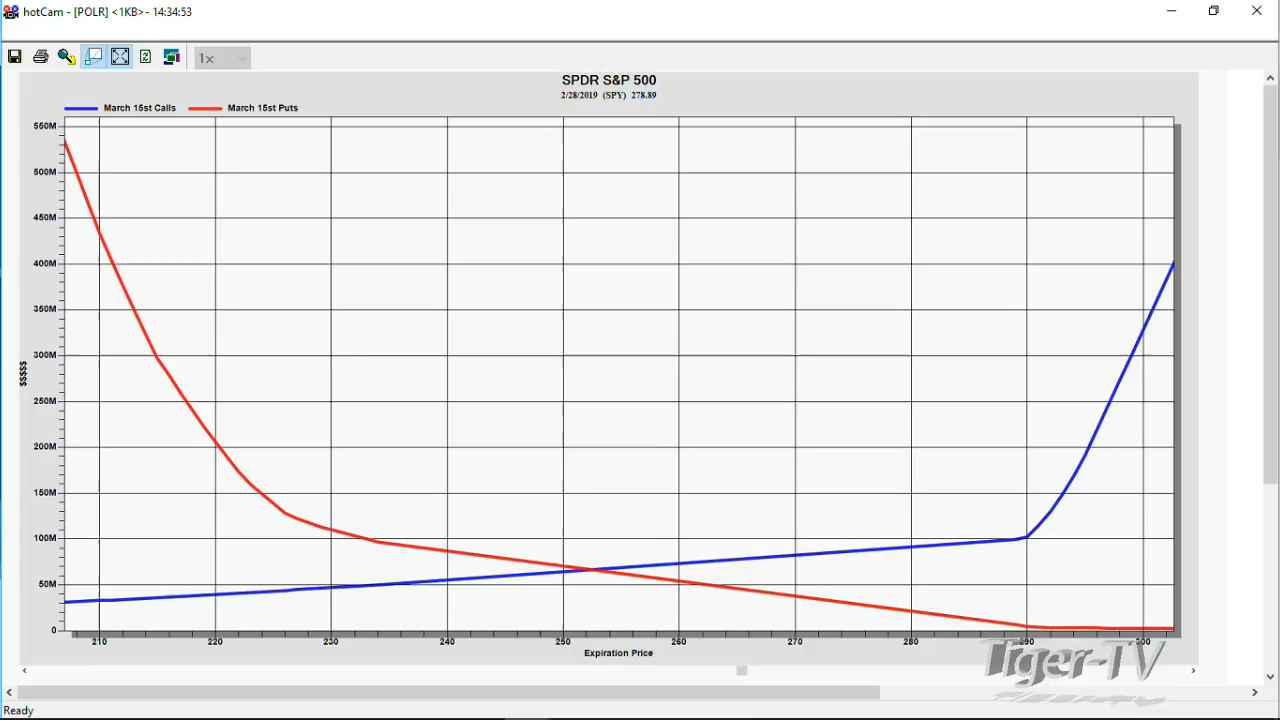 hotCam - [POLR] <1KB> - 14:34:53
1x
SPDR S&P 500
2/28/2019 (SPY) 278.89
March 15st Calls March 15st Puts
550M
500M
450M
400M
350M
300M
250M
200M
150M
100M
50M
0
$$$$$
210 220 230 240 250 260 270 280 290 300
Expiration Price
Tiger-TV
Ready